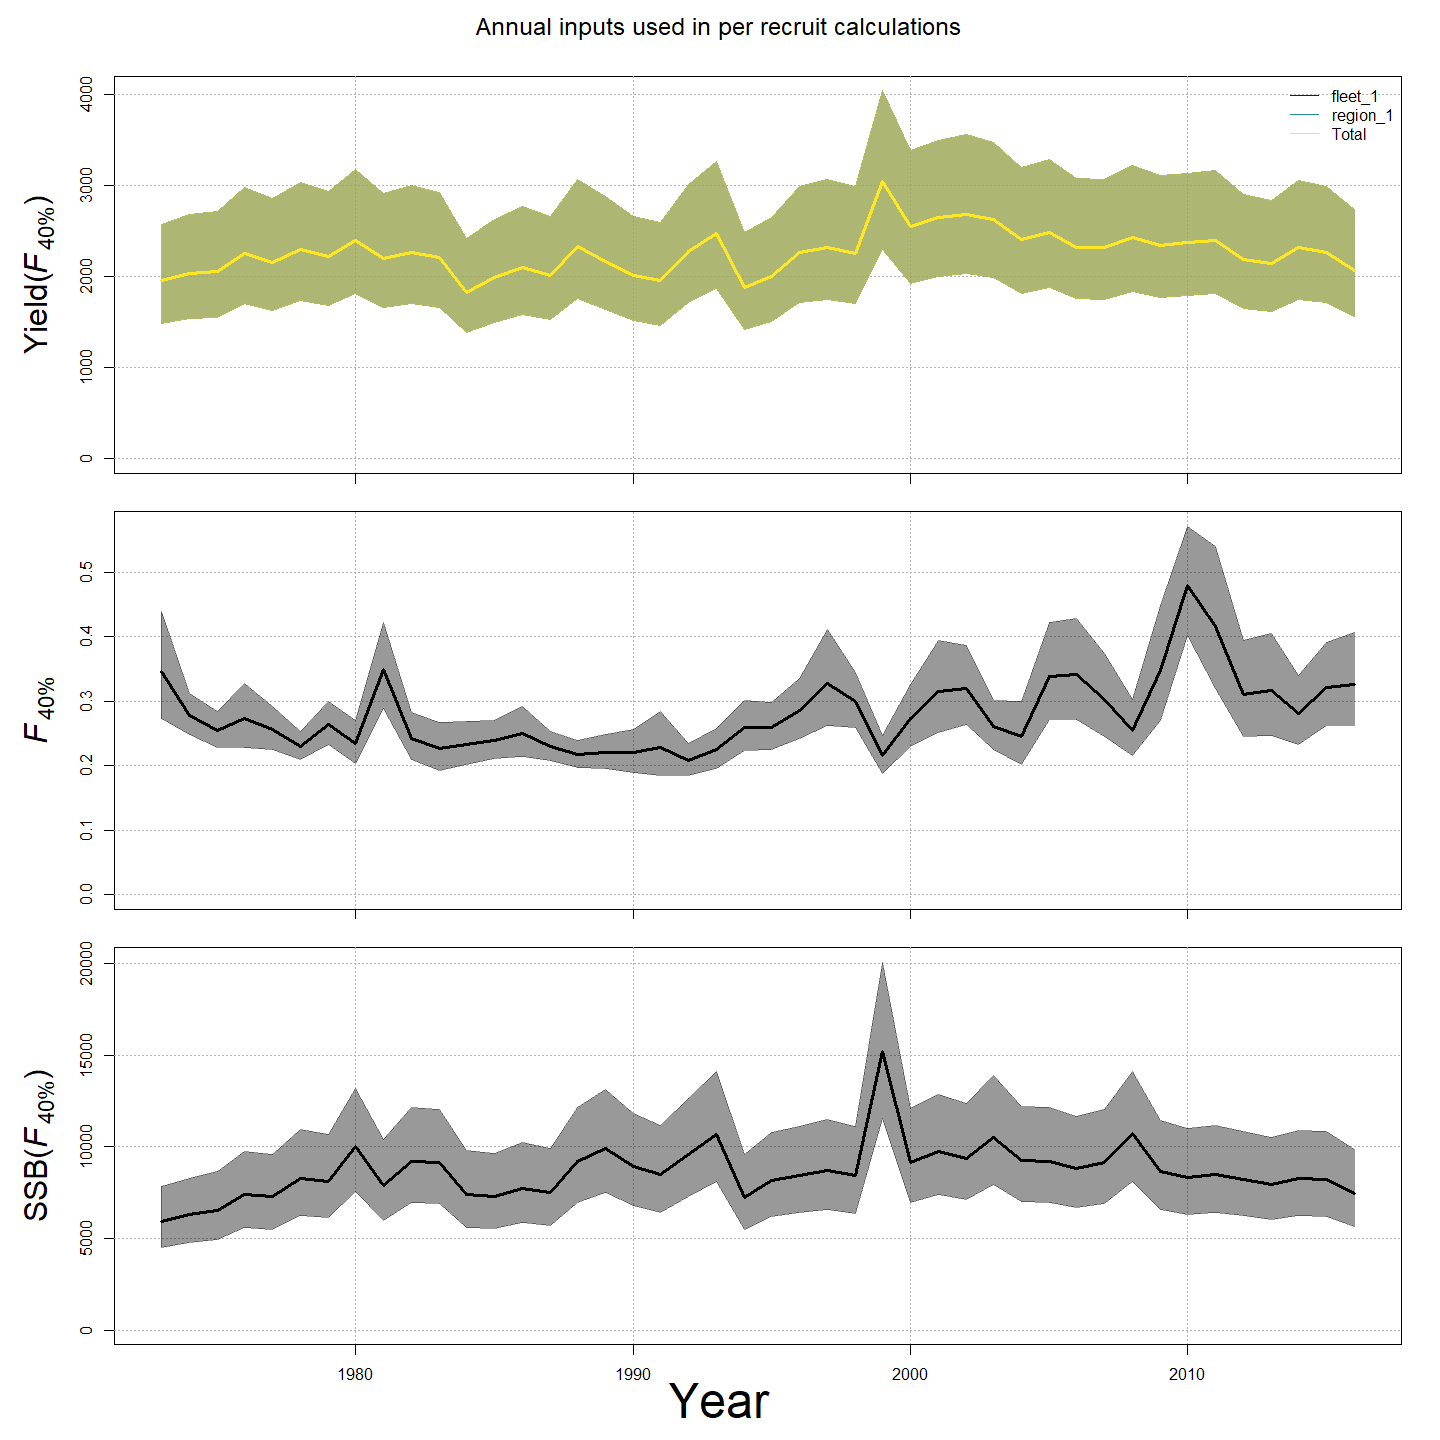 Annual inputs used in per recruit calculations
Yield(F40%)
4000
3000
2000
1000
0
fleet_1
region_1
Total
F40%
0.5
0.4
0.3
0.2
0.1
0.0
SSB(F40%)
20000
15000
10000
5000
0
1980 1990 2000 2010
Year